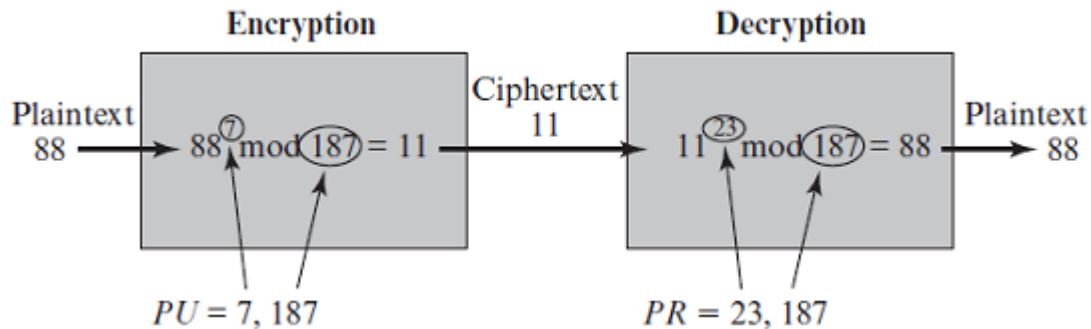 Encryption
Decryption
Plaintext
88
88^7 mod 187 = 11
Ciphertext
11
11^23 mod 187 = 88
Plaintext
88
PU = 7, 187
PR = 23, 187